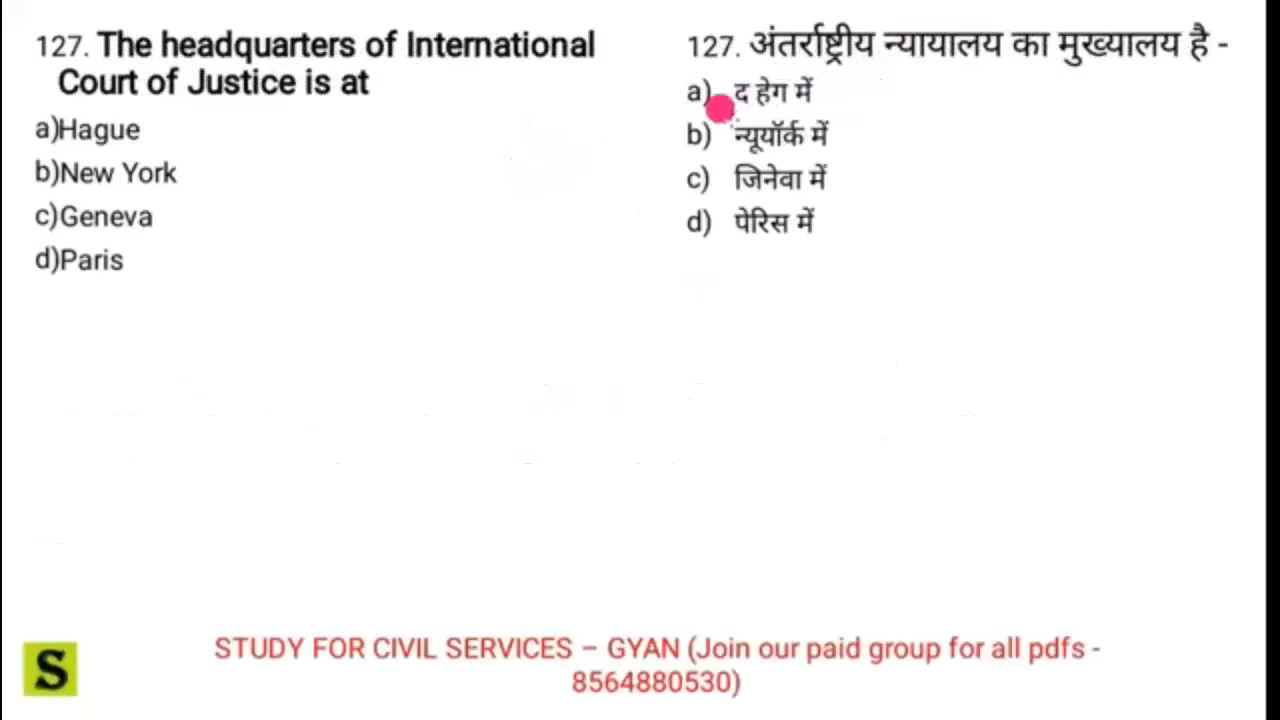 127. The headquarters of International
Court of Justice is at
a)Hague
b)New York
c)Geneva
d)Paris
127. अंतर्राष्ट्रीय न्यायालय का मुख्यालय है -
a) द हेग में
b) न्यूयॉर्क में
c) जिनेवा में
d) पेरिस में
S
STUDY FOR CIVIL SERVICES – GYAN (Join our paid group for all pdfs -
8564880530)